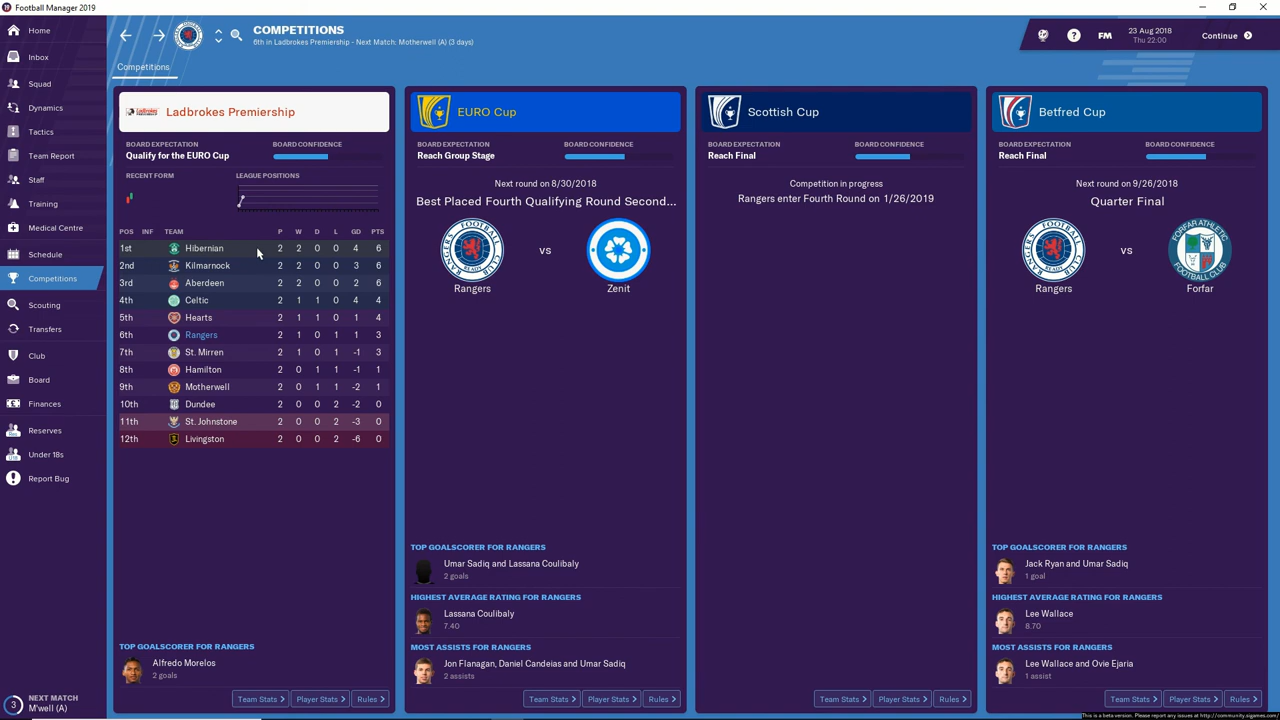 Football Manager 2019
Home
Inbox
Squad
Dynamics
Tactics
Team Report
Staff
Training
Medical Centre
Schedule
Competitions
Scouting
Transfers
Club
Board
Finances
Reserves
Under 18s
Report Bug
3 NEXT MATCH
M'well (A)
COMPETITIONS
6th in Ladbrokes Premiership - Next Match: Motherwell (A) (3 days)
? FM 23 Aug 2018
Thu 22:00
Continue
Competitions
Ladbrokes Premiership
BOARD EXPECTATION BOARD CONFIDENCE
Qualify for the EURO Cup
RECENT FORM LEAGUE POSITIONS
POS INF TEAM P W D L GD PTS
1st Hibernian 2 2 0 0 4 6
2nd Kilmarnock 2 2 0 0 3 6
3rd Aberdeen 2 2 0 0 2 6
4th Celtic 2 1 1 0 4 4
5th Hearts 2 1 1 0 1 4
6th Rangers 2 1 0 1 1 3
7th St. Mirren 2 1 0 1 -1 3
8th Hamilton 2 0 1 1 -1 1
9th Motherwell 2 0 1 1 -2 1
10th Dundee 2 0 0 2 -2 0
11th St. Johnstone 2 0 0 2 -3 0
12th Livingston 2 0 0 2 -6 0
TOP GOALSCORER FOR RANGERS
Alfredo Morelos
2 goals
Team Stats Player Stats Rules
EURO Cup
BOARD EXPECTATION BOARD CONFIDENCE
Reach Group Stage
Next round on 8/30/2018
Best Placed Fourth Qualifying Round Second...
vs
Rangers Zenit
TOP GOALSCORER FOR RANGERS
Umar Sadiq and Lassana Coulibaly
2 goals
HIGHEST AVERAGE RATING FOR RANGERS
Lassana Coulibaly
7.40
MOST ASSISTS FOR RANGERS
Jon Flanagan, Daniel Candeias and Umar Sadiq
2 assists
Team Stats Player Stats Rules
Scottish Cup
BOARD EXPECTATION BOARD CONFIDENCE
Reach Final
Competition in progress
Rangers enter Fourth Round on 1/26/2019
Team Stats Player Stats Rules
Betfred Cup
BOARD EXPECTATION BOARD CONFIDENCE
Reach Final
Next round on 9/26/2018
Quarter Final
vs
Rangers Forfar
TOP GOALSCORER FOR RANGERS
Jack Ryan and Umar Sadiq
1 goal
HIGHEST AVERAGE RATING FOR RANGERS
Lee Wallace
8.70
MOST ASSISTS FOR RANGERS
Lee Wallace and Ovie Ejaria
1 assist
Team Stats Player Stats Rules
This is a beta version. Please report any issues at http://community.sigames.com/